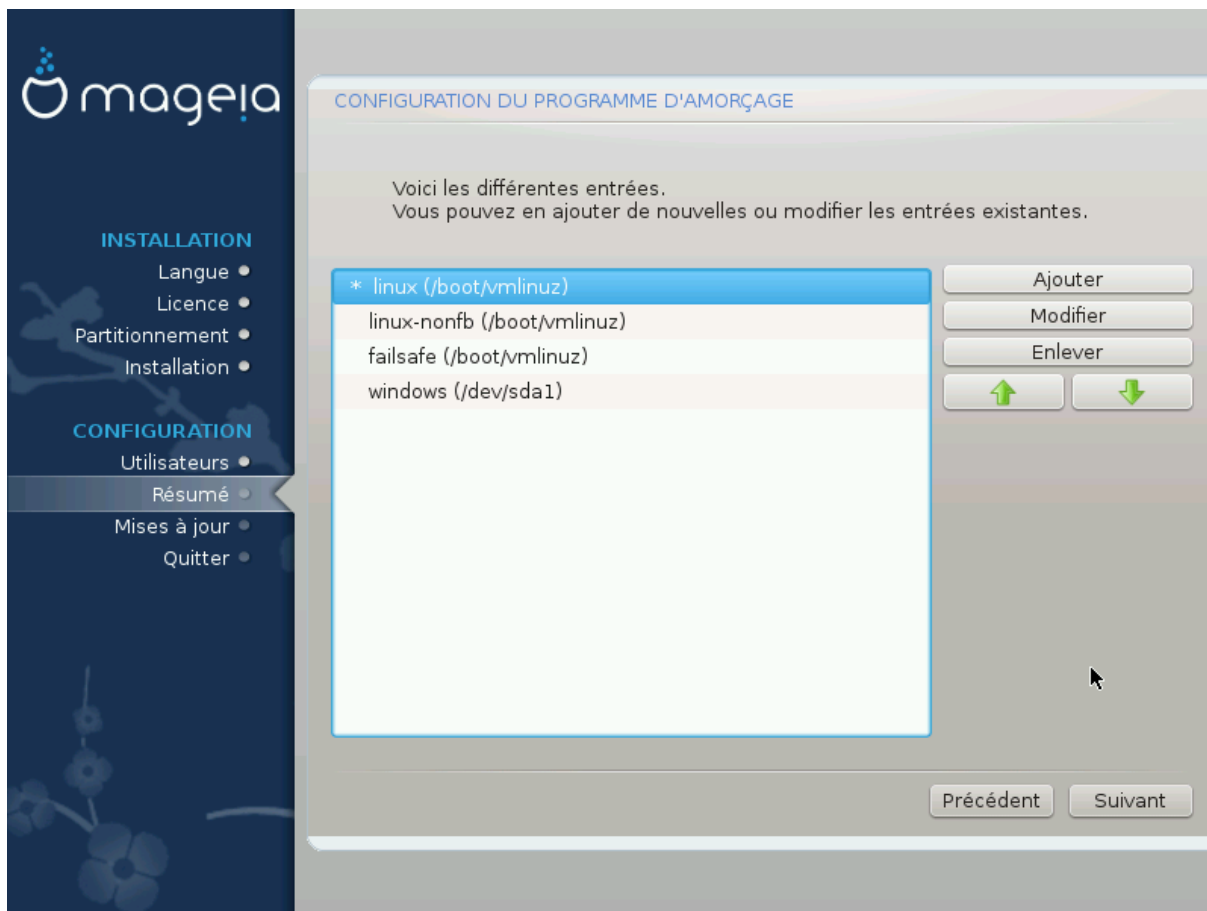 mageia
INSTALLATION
Langue
Licence
Partitionnement
Installation
CONFIGURATION
Utilisateurs
Résumé
Mises à jour
Quitter
CONFIGURATION DU PROGRAMME D'AMORÇAGE
Voici les différentes entrées.
Vous pouvez en ajouter de nouvelles ou modifier les entrées existantes.
* linux (/boot/vmlinuz)
linux-nonfb (/boot/vmlinuz)
failsafe (/boot/vmlinuz)
windows (/dev/sda1)
Ajouter
Modifier
Enlever
Précédent
Suivant